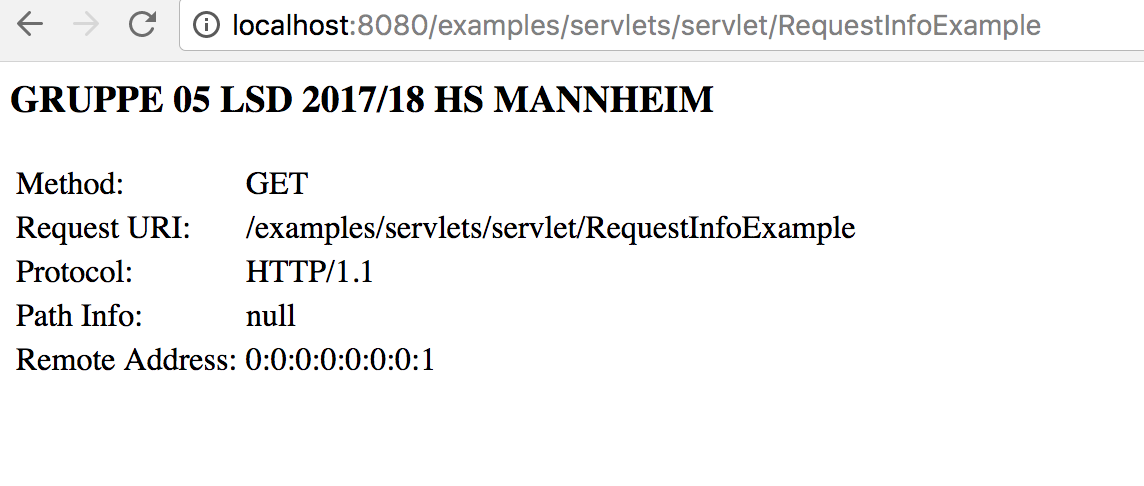 localhost:8080/examples/servlets/servlet/RequestInfoExample
GRUPPE 05 LSD 2017/18 HS MANNHEIM
Method: GET
Request URI: /examples/servlets/servlet/RequestInfoExample
Protocol: HTTP/1.1
Path Info: null
Remote Address: 0:0:0:0:0:0:0:1